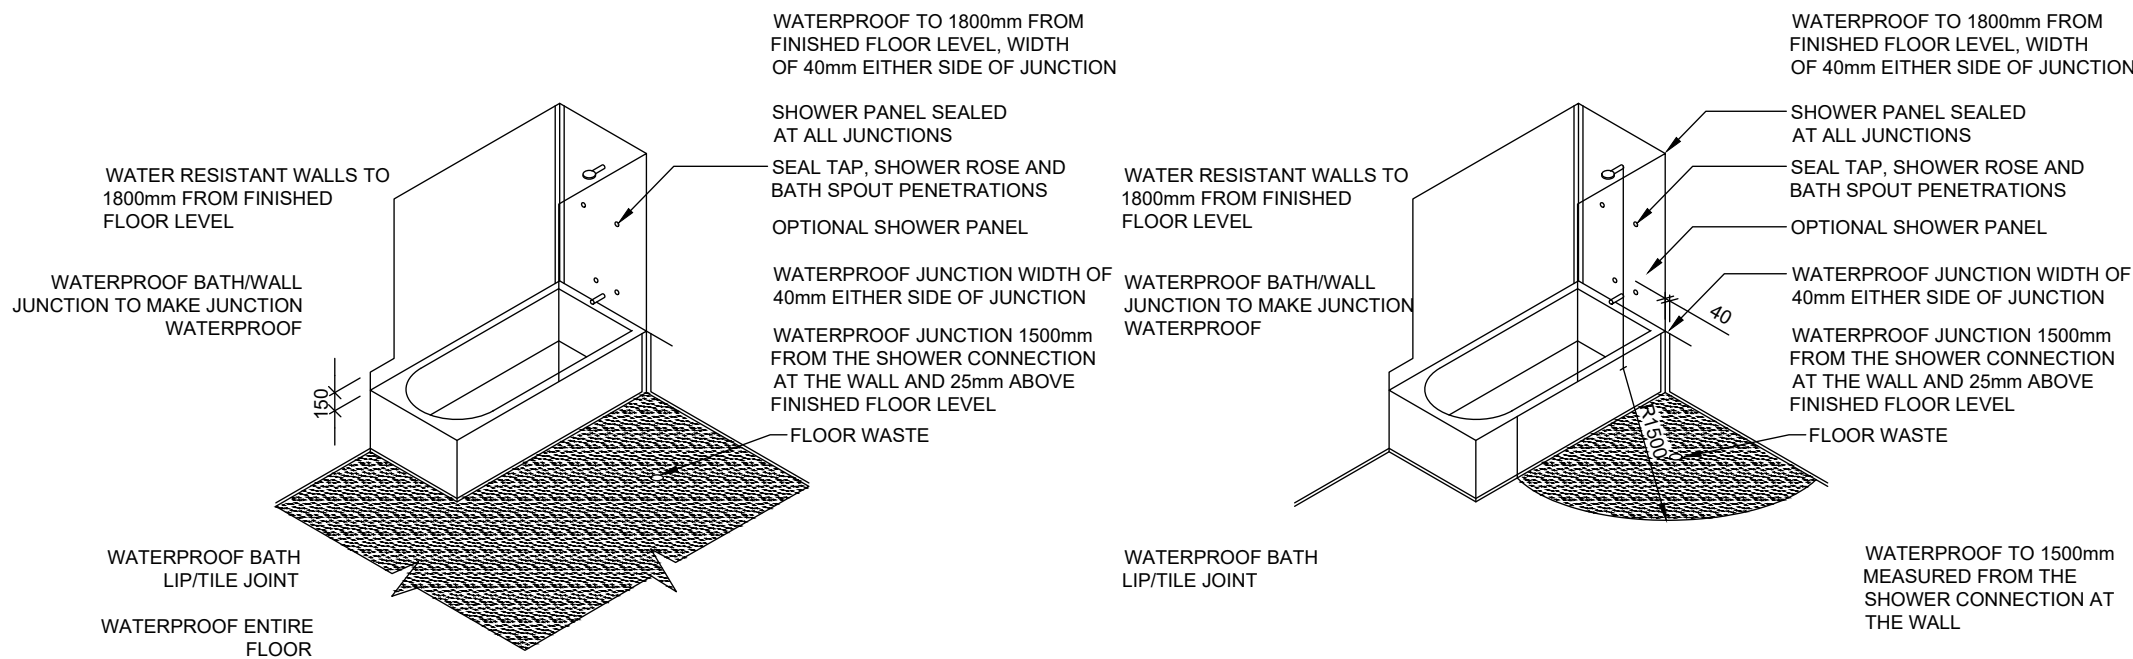 WATERPROOF TO 1800mm FROM
FINISHED FLOOR LEVEL, WIDTH
OF 40mm EITHER SIDE OF JUNCTION
SHOWER PANEL SEALED
AT ALL JUNCTIONS
SEAL TAP, SHOWER ROSE AND
BATH SPOUT PENETRATIONS
OPTIONAL SHOWER PANEL
WATERPROOF JUNCTION WIDTH OF
40mm EITHER SIDE OF JUNCTION
WATERPROOF JUNCTION 1500mm
FROM THE SHOWER CONNECTION
AT THE WALL AND 25mm ABOVE
FINISHED FLOOR LEVEL
FLOOR WASTE
WATER RESISTANT WALLS TO
1800mm FROM FINISHED
FLOOR LEVEL
WATERPROOF BATH/WALL
JUNCTION TO MAKE JUNCTION
WATERPROOF
150
WATERPROOF BATH
LIP/TILE JOINT
WATERPROOF ENTIRE
FLOOR
WATERPROOF TO 1800mm FROM
FINISHED FLOOR LEVEL, WIDTH
OF 40mm EITHER SIDE OF JUNCTION
SHOWER PANEL SEALED
AT ALL JUNCTIONS
SEAL TAP, SHOWER ROSE AND
BATH SPOUT PENETRATIONS
OPTIONAL SHOWER PANEL
WATERPROOF JUNCTION WIDTH OF
40mm EITHER SIDE OF JUNCTION
40
WATERPROOF JUNCTION 1500mm
FROM THE SHOWER CONNECTION
AT THE WALL AND 25mm ABOVE
FINISHED FLOOR LEVEL
R1500
FLOOR WASTE
WATER RESISTANT WALLS TO
1800mm FROM FINISHED
FLOOR LEVEL
WATERPROOF BATH/WALL
JUNCTION TO MAKE JUNCTION
WATERPROOF
WATERPROOF BATH
LIP/TILE JOINT
WATERPROOF TO 1500mm
MEASURED FROM THE
SHOWER CONNECTION AT
THE WALL